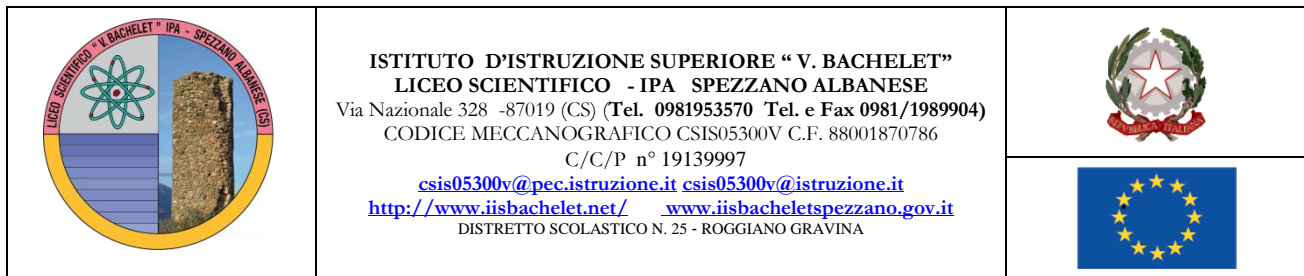 LICEO SCIENTIFICO " V. BACHELET " IPA - SPEZZANO ALBANESE (CS)
ISTITUTO D'ISTRUZIONE SUPERIORE “ V. BACHELET”
LICEO SCIENTIFICO - IPA SPEZZANO ALBANESE
Via Nazionale 328 -87019 (CS) (Tel. 0981953570 Tel. e Fax 0981/1989904)
CODICE MECCANOGRAFICO CSIS05300V C.F. 88001870786
C/C/P n° 19139997
csis05300v@pec.istruzione.it csis05300v@istruzione.it
http://www.iisbachelet.net/ www.iisbacheletspezzano.gov.it
DISTRETTO SCOLASTICO N. 25 - ROGGIANO GRAVINA
REPUBBLICA ITALIANA